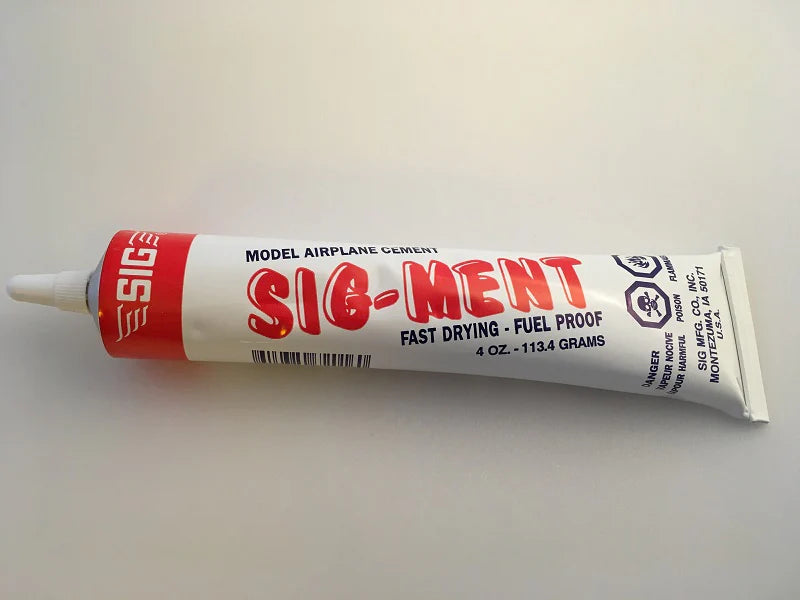 SIG
MODEL AIRPLANE CEMENT
SIG-MENT
FAST DRYING - FUEL PROOF
4 OZ. - 113.4 GRAMS
DANGER
VAPEUR NOCIVE
VAPOUR HARMFUL
POISON
SIG MFG. CO., INC.
MONTEZUMA, IA 50171
U.S.A.